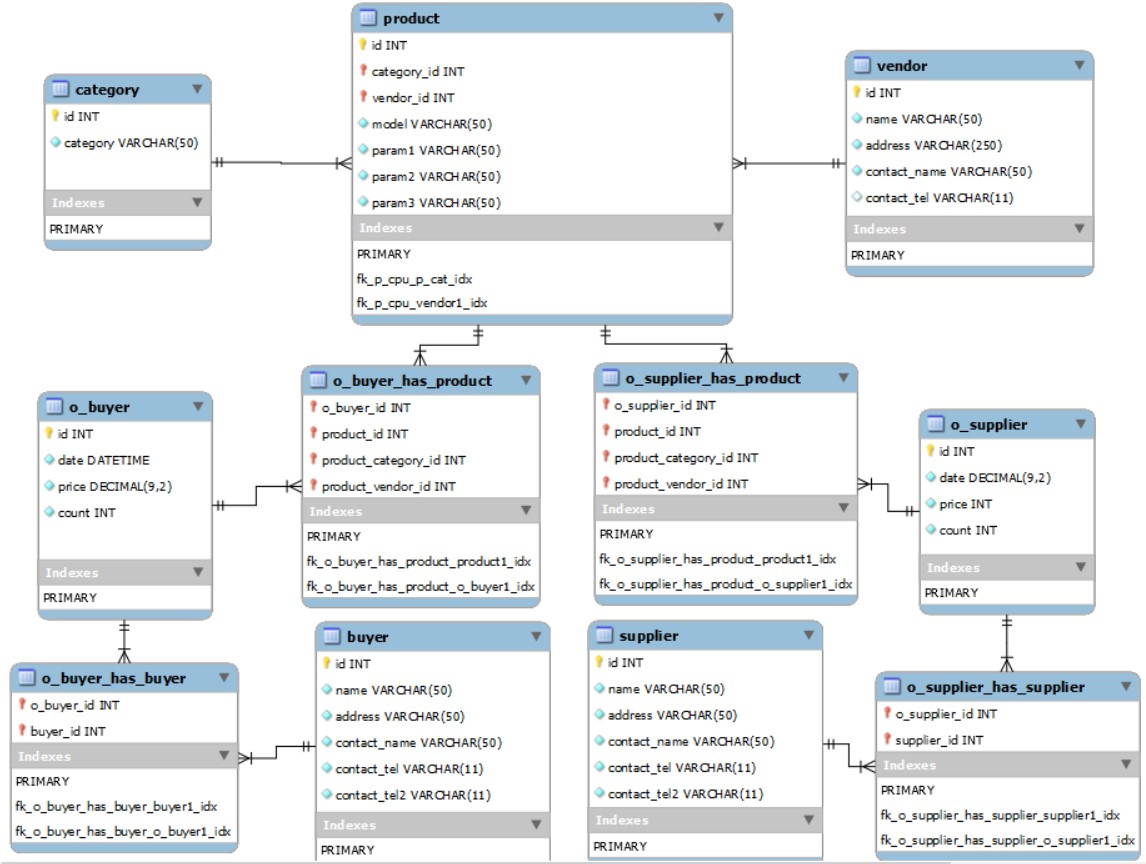 product
id INT
category_id INT
vendor_id INT
model VARCHAR(50)
param1 VARCHAR(50)
param2 VARCHAR(50)
param3 VARCHAR(50)
Indexes
PRIMARY
fk_p_cpu_p_cat_idx
fk_p_cpu_vendor1_idx
category
id INT
category VARCHAR(50)
Indexes
PRIMARY
vendor
id INT
name VARCHAR(50)
address VARCHAR(250)
contact_name VARCHAR(50)
contact_tel VARCHAR(11)
Indexes
PRIMARY
o_buyer
id INT
date DATETIME
price DECIMAL(9,2)
count INT
Indexes
PRIMARY
o_buyer_has_product
o_buyer_id INT
product_id INT
product_category_id INT
product_vendor_id INT
Indexes
PRIMARY
fk_o_buyer_has_product_product1_idx
fk_o_buyer_has_product_o_buyer1_idx
o_supplier_has_product
o_supplier_id INT
product_id INT
product_category_id INT
product_vendor_id INT
Indexes
PRIMARY
fk_o_supplier_has_product_product1_idx
fk_o_supplier_has_product_o_supplier1_idx
o_supplier
id INT
date DECIMAL(9,2)
price INT
count INT
Indexes
PRIMARY
o_buyer_has_buyer
o_buyer_id INT
buyer_id INT
Indexes
PRIMARY
fk_o_buyer_has_buyer_buyer1_idx
fk_o_buyer_has_buyer_o_buyer1_idx
buyer
id INT
name VARCHAR(50)
address VARCHAR(50)
contact_name VARCHAR(50)
contact_tel VARCHAR(11)
contact_tel2 VARCHAR(11)
Indexes
PRIMARY
supplier
id INT
name VARCHAR(50)
address VARCHAR(50)
contact_name VARCHAR(50)
contact_tel VARCHAR(11)
contact_tel2 VARCHAR(11)
Indexes
PRIMARY
o_supplier_has_supplier
o_supplier_id INT
supplier_id INT
Indexes
PRIMARY
fk_o_supplier_has_supplier_supplier1_idx
fk_o_supplier_has_supplier_o_supplier1_idx